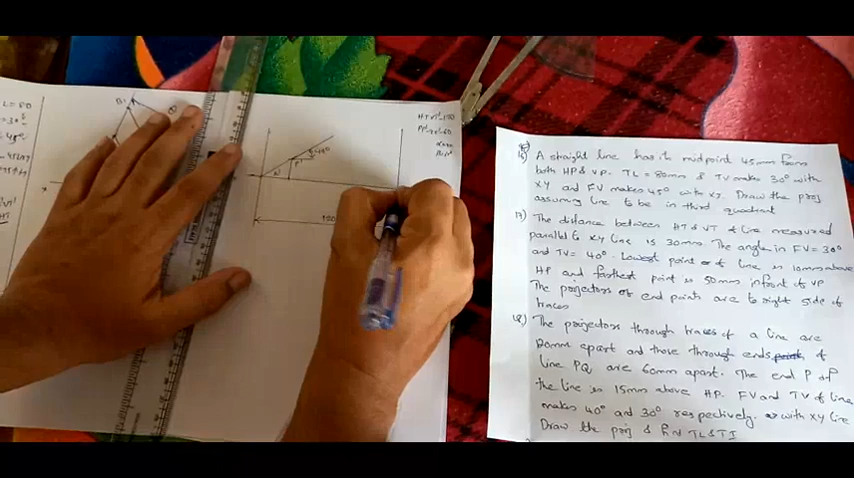 L=80
HTVT=120
15
120
16) A straight line has its midpoint 45mm from
both HP & VP. TL = 80mm & TV makes 30° with
XY and FV makes 45° with XY. Draw the proj
assuming line to be in third quadrant
17) The distance between HT & VT of line measured
parallel to XY line is 30mm. The angle in FV = 30°
and TV = 40°. Lowest point of line is 10mm above
HP and farthest point is 50mm infront of VP
The projectors of end points are to right side of
traces
18) The projectors through traces of a line are
120mm apart and those through ends of
line PQ are 60mm apart. The end P of
the line is 15mm above HP. FV and TV of line
makes 40° and 30° respectively with XY line
Draw the proj & find TL & TI